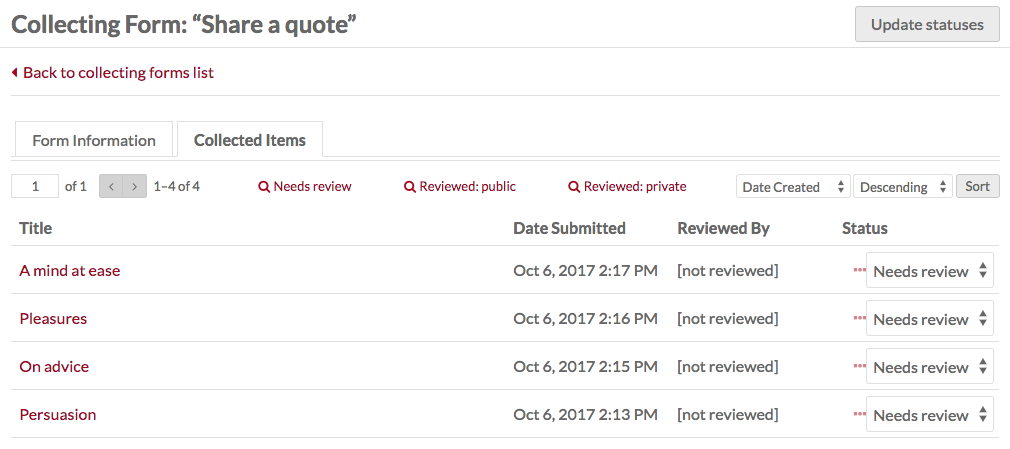 Collecting Form: “Share a quote” Update statuses
Back to collecting forms list
Form Information Collected Items
1 of 1 < > 1–4 of 4 Needs review Reviewed: public Reviewed: private Date Created Descending Sort
Title Date Submitted Reviewed By Status
A mind at ease Oct 6, 2017 2:17 PM [not reviewed] Needs review
Pleasures Oct 6, 2017 2:16 PM [not reviewed] Needs review
On advice Oct 6, 2017 2:15 PM [not reviewed] Needs review
Persuasion Oct 6, 2017 2:13 PM [not reviewed] Needs review